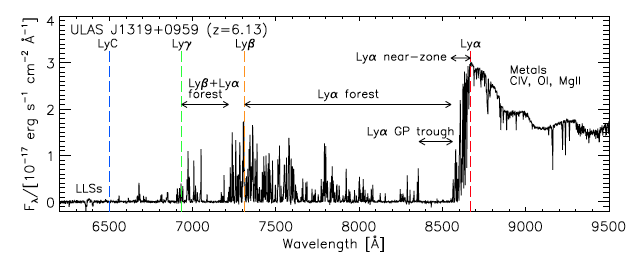 ULAS J1319+0959 (z=6.13)
LyC Lyγ Lyβ Lyα
Lyα near-zone
Metals
CIV, OI, MgII
Lyβ+Lyα
forest
Lyα forest
Lyα GP trough
LLSs
4
3
2
1
0
F_λ/[10⁻¹⁷ erg s⁻¹ cm⁻² Å⁻¹]
6500 7000 7500 8000 8500 9000 9500
Wavelength [Å]